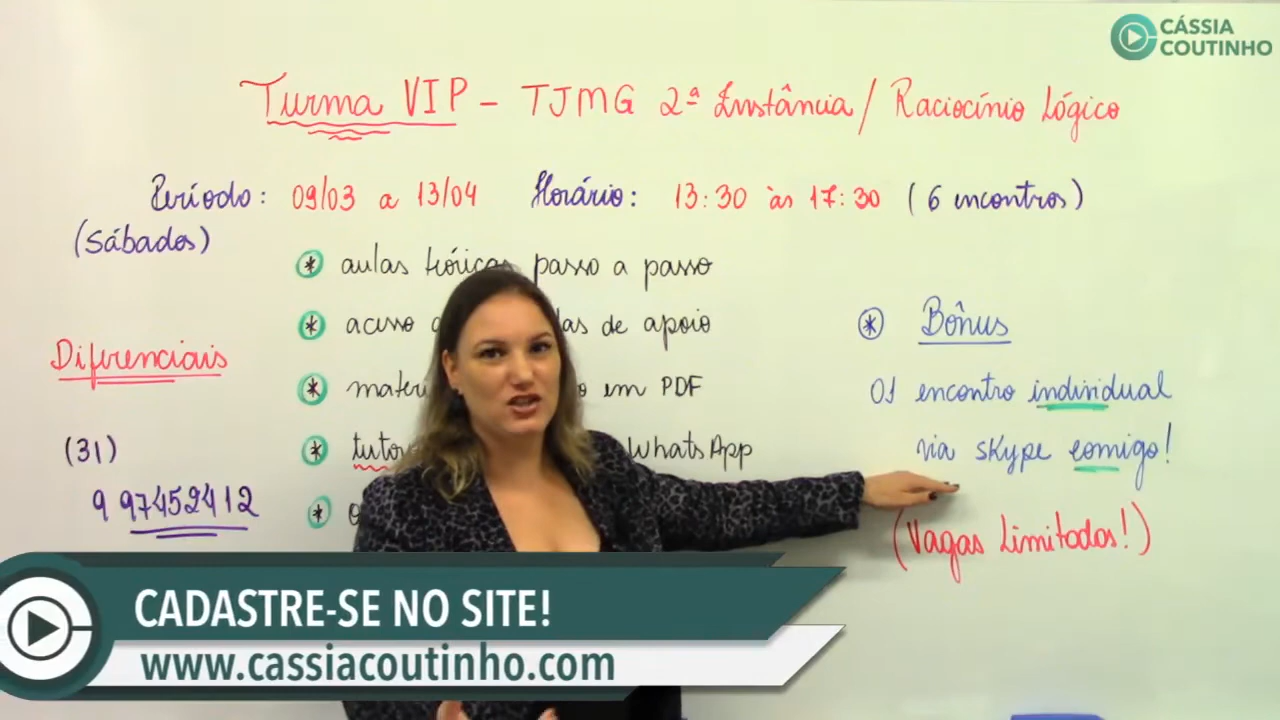 CÁSSIA
COUTINHO
Turma VIP - TJMG 2ª Instância / Raciocínio Lógico
Período: 09/03 a 13/04 Horário: 13:30 às 17:30 (6 encontros)
(Sábados)
* aulas teóricas passo a passo
* acesso de apoio
* em PDF
* WhatsApp
*
Diferenciais
(31)
9 97452412
* Bônus
01 encontro individual
via skype comigo!
(Vagas Limitadas!)
CADASTRE-SE NO SITE!
www.cassiacoutinho.com